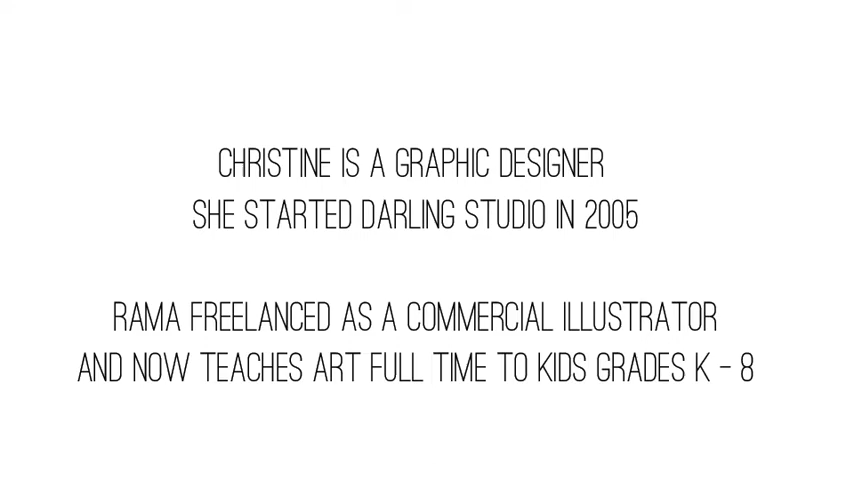 CHRISTINE IS A GRAPHIC DESIGNER
SHE STARTED DARLING STUDIO IN 2005
RAMA FREELANCED AS A COMMERCIAL ILLUSTRATOR
AND NOW TEACHES ART FULL TIME TO KIDS GRADES K - 8